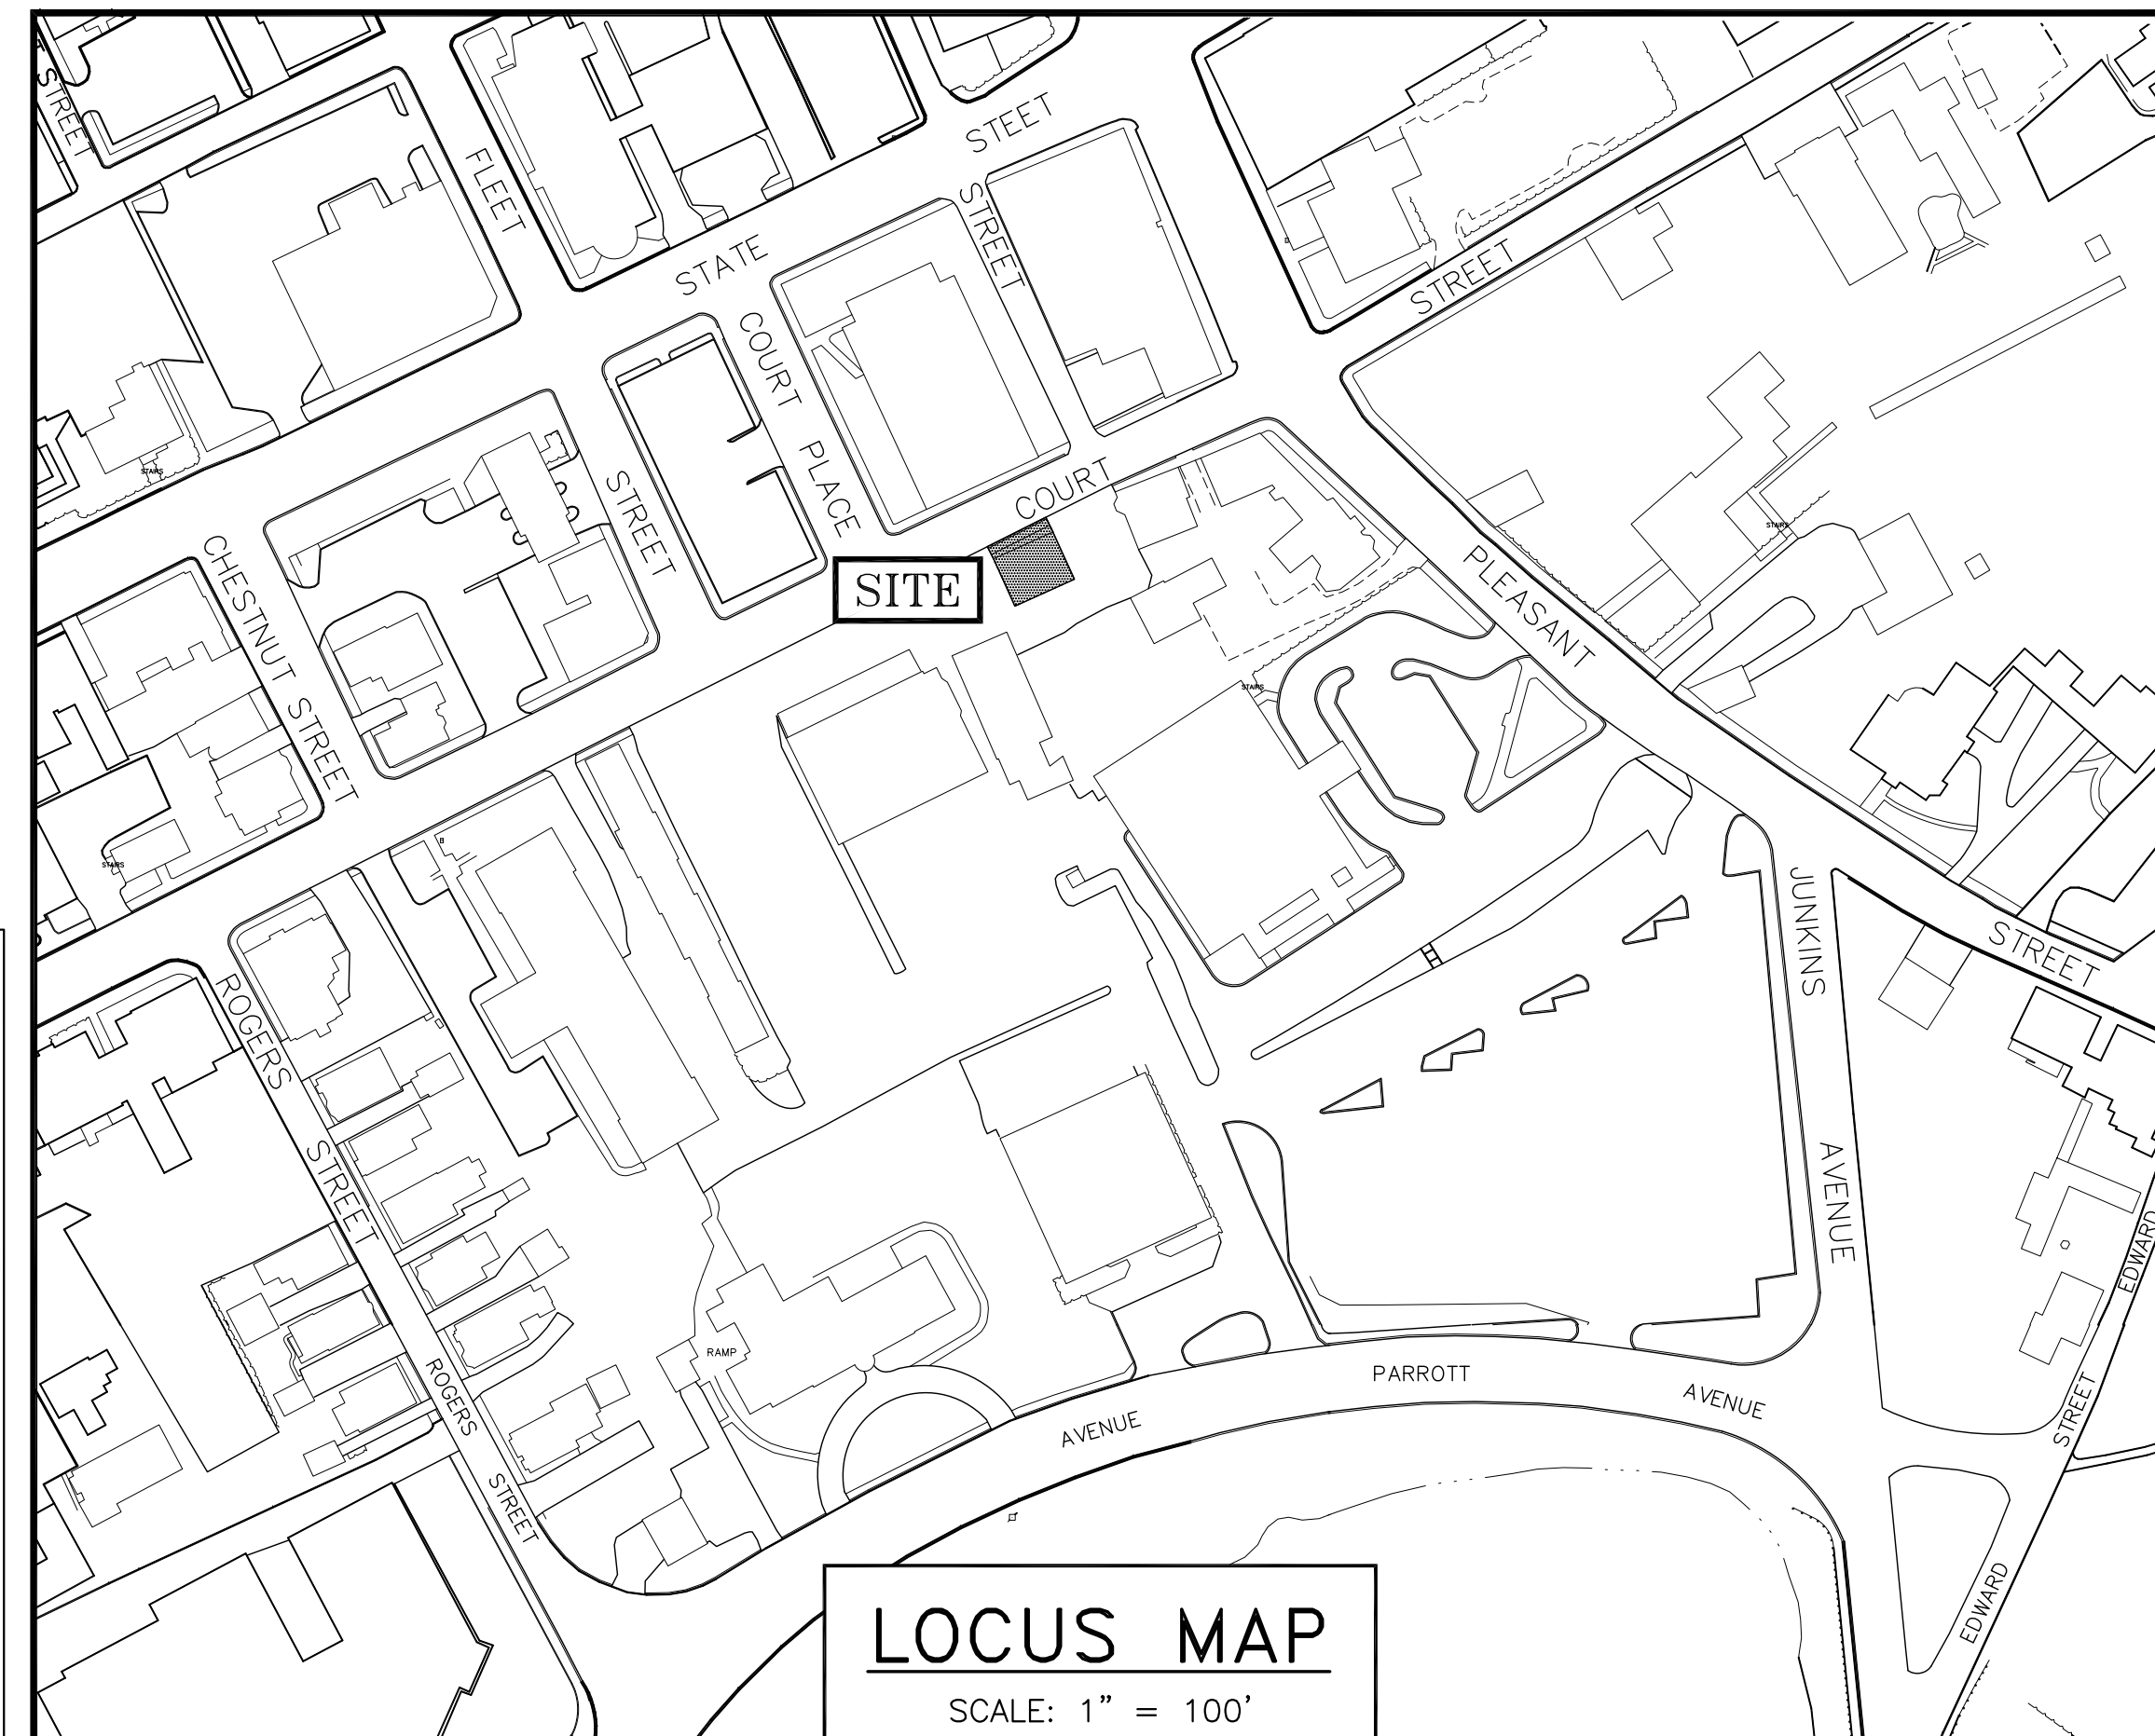 STREET
STEET
FLEET
STREET
STATE
STREET
COURT PLACE
STAIRS
COURT
STREET
STAIRS
CHESTNUT STREET
SITE
PLEASANT
STAIRS
STAIRS
JUNKINS
STREET
ROGERS
STREET
AVENUE
EDWARD
RAMP
PARROTT
ROGERS
AVENUE
AVENUE
STREET
STREET
EDWARD
LOCUS MAP
SCALE: 1" = 100'